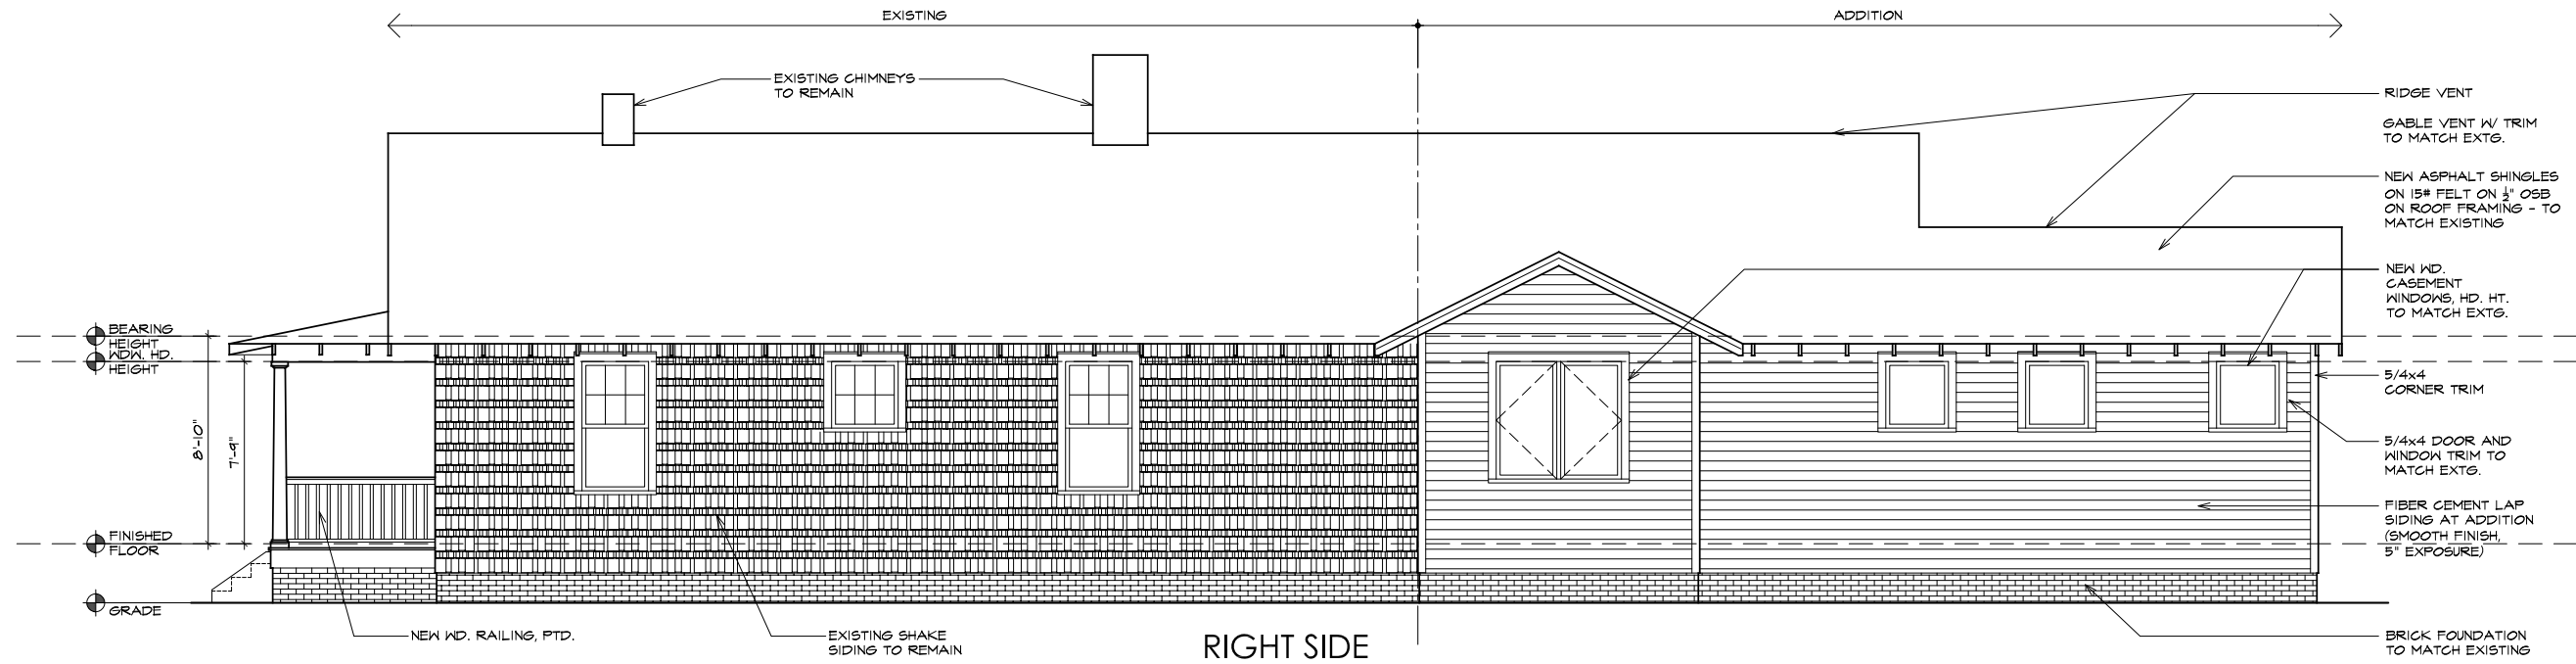 EXISTING
ADDITION
EXISTING CHIMNEYS
TO REMAIN
RIDGE VENT
GABLE VENT W/ TRIM
TO MATCH EXTG.
NEW ASPHALT SHINGLES
ON 15# FELT ON ½" OSB
ON ROOF FRAMING - TO
MATCH EXISTING
NEW WD.
CASEMENT
WINDOWS, HD. HT.
TO MATCH EXTG.
BEARING
HEIGHT
WDW. HD.
HEIGHT
5/4x4
CORNER TRIM
8'-10"
7'-9"
5/4x4 DOOR AND
WINDOW TRIM TO
MATCH EXTG.
FIBER CEMENT LAP
SIDING AT ADDITION
(SMOOTH FINISH,
5" EXPOSURE)
FINISHED
FLOOR
GRADE
NEW WD. RAILING, PTD.
EXISTING SHAKE
SIDING TO REMAIN
RIGHT SIDE
BRICK FOUNDATION
TO MATCH EXISTING